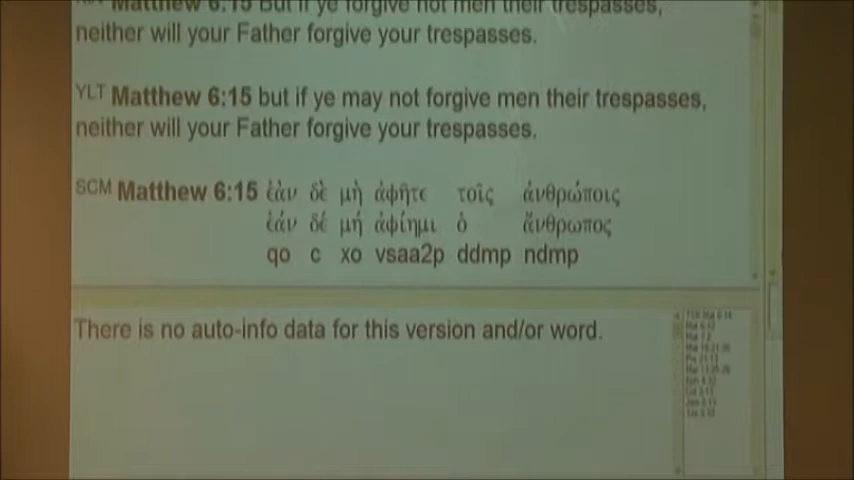 Matthew 6:15 But if ye forgive not men their trespasses,
neither will your Father forgive your trespasses.
YLT Matthew 6:15 but if ye may not forgive men their trespasses,
neither will your Father forgive your trespasses.
SCM Matthew 6:15 ἐὰν δὲ μὴ ἀφῆτε τοῖς ἀνθρώποις
ἐάν δέ μή ἀφίημι ὁ ἄνθρωπος
qo c xo vsaa2p ddmp ndmp
There is no auto-info data for this version and/or word.